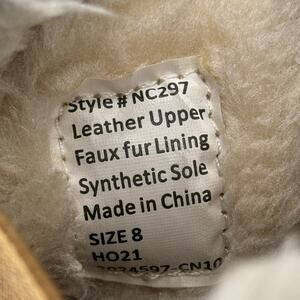 Style # NC297
Leather Upper
Faux fur Lining
Synthetic Sole
Made in China
SIZE 8
HO21